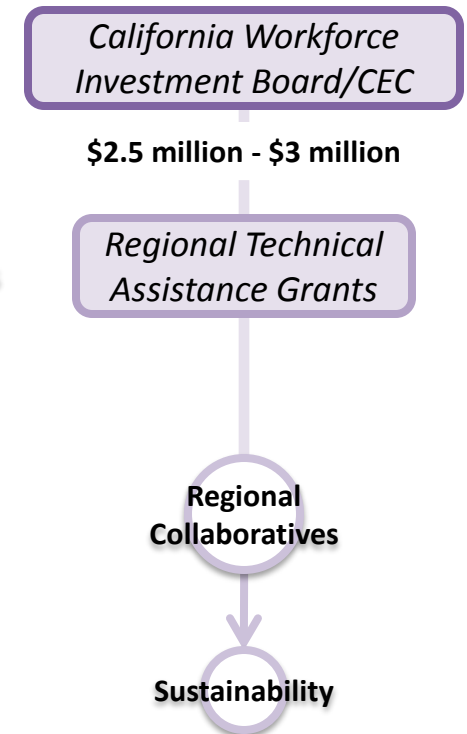 California Workforce
Investment Board/CEC
$2.5 million - $3 million
Regional Technical
Assistance Grants
Regional
Collaboratives
Sustainability